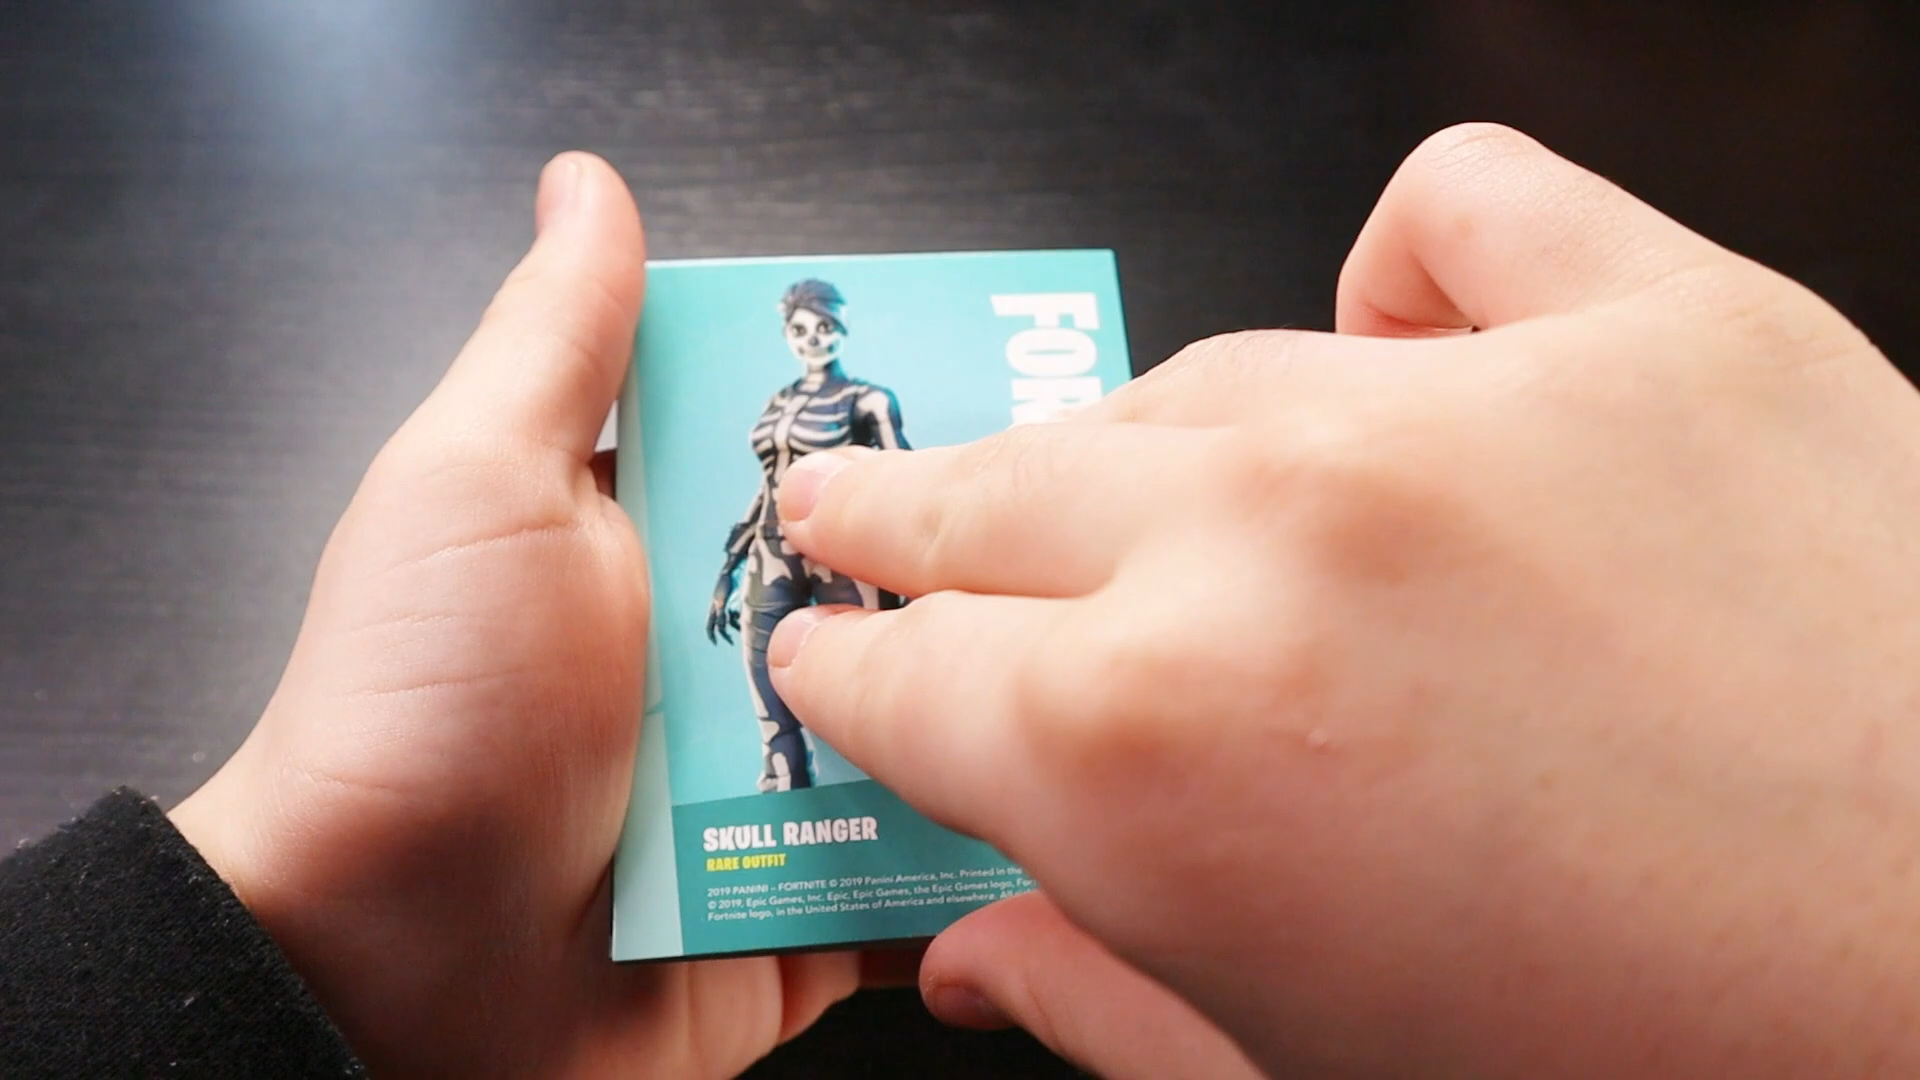 FOR
SKULL RANGER
RARE OUTFIT
2019 PANINI – FORTNITE © 2019 Panini America, Inc. Printed in the
© 2019, Epic Games, Inc. Epic, Epic Games, the Epic Games logo, For
Fortnite logo, in the United States of America and elsewhere. All